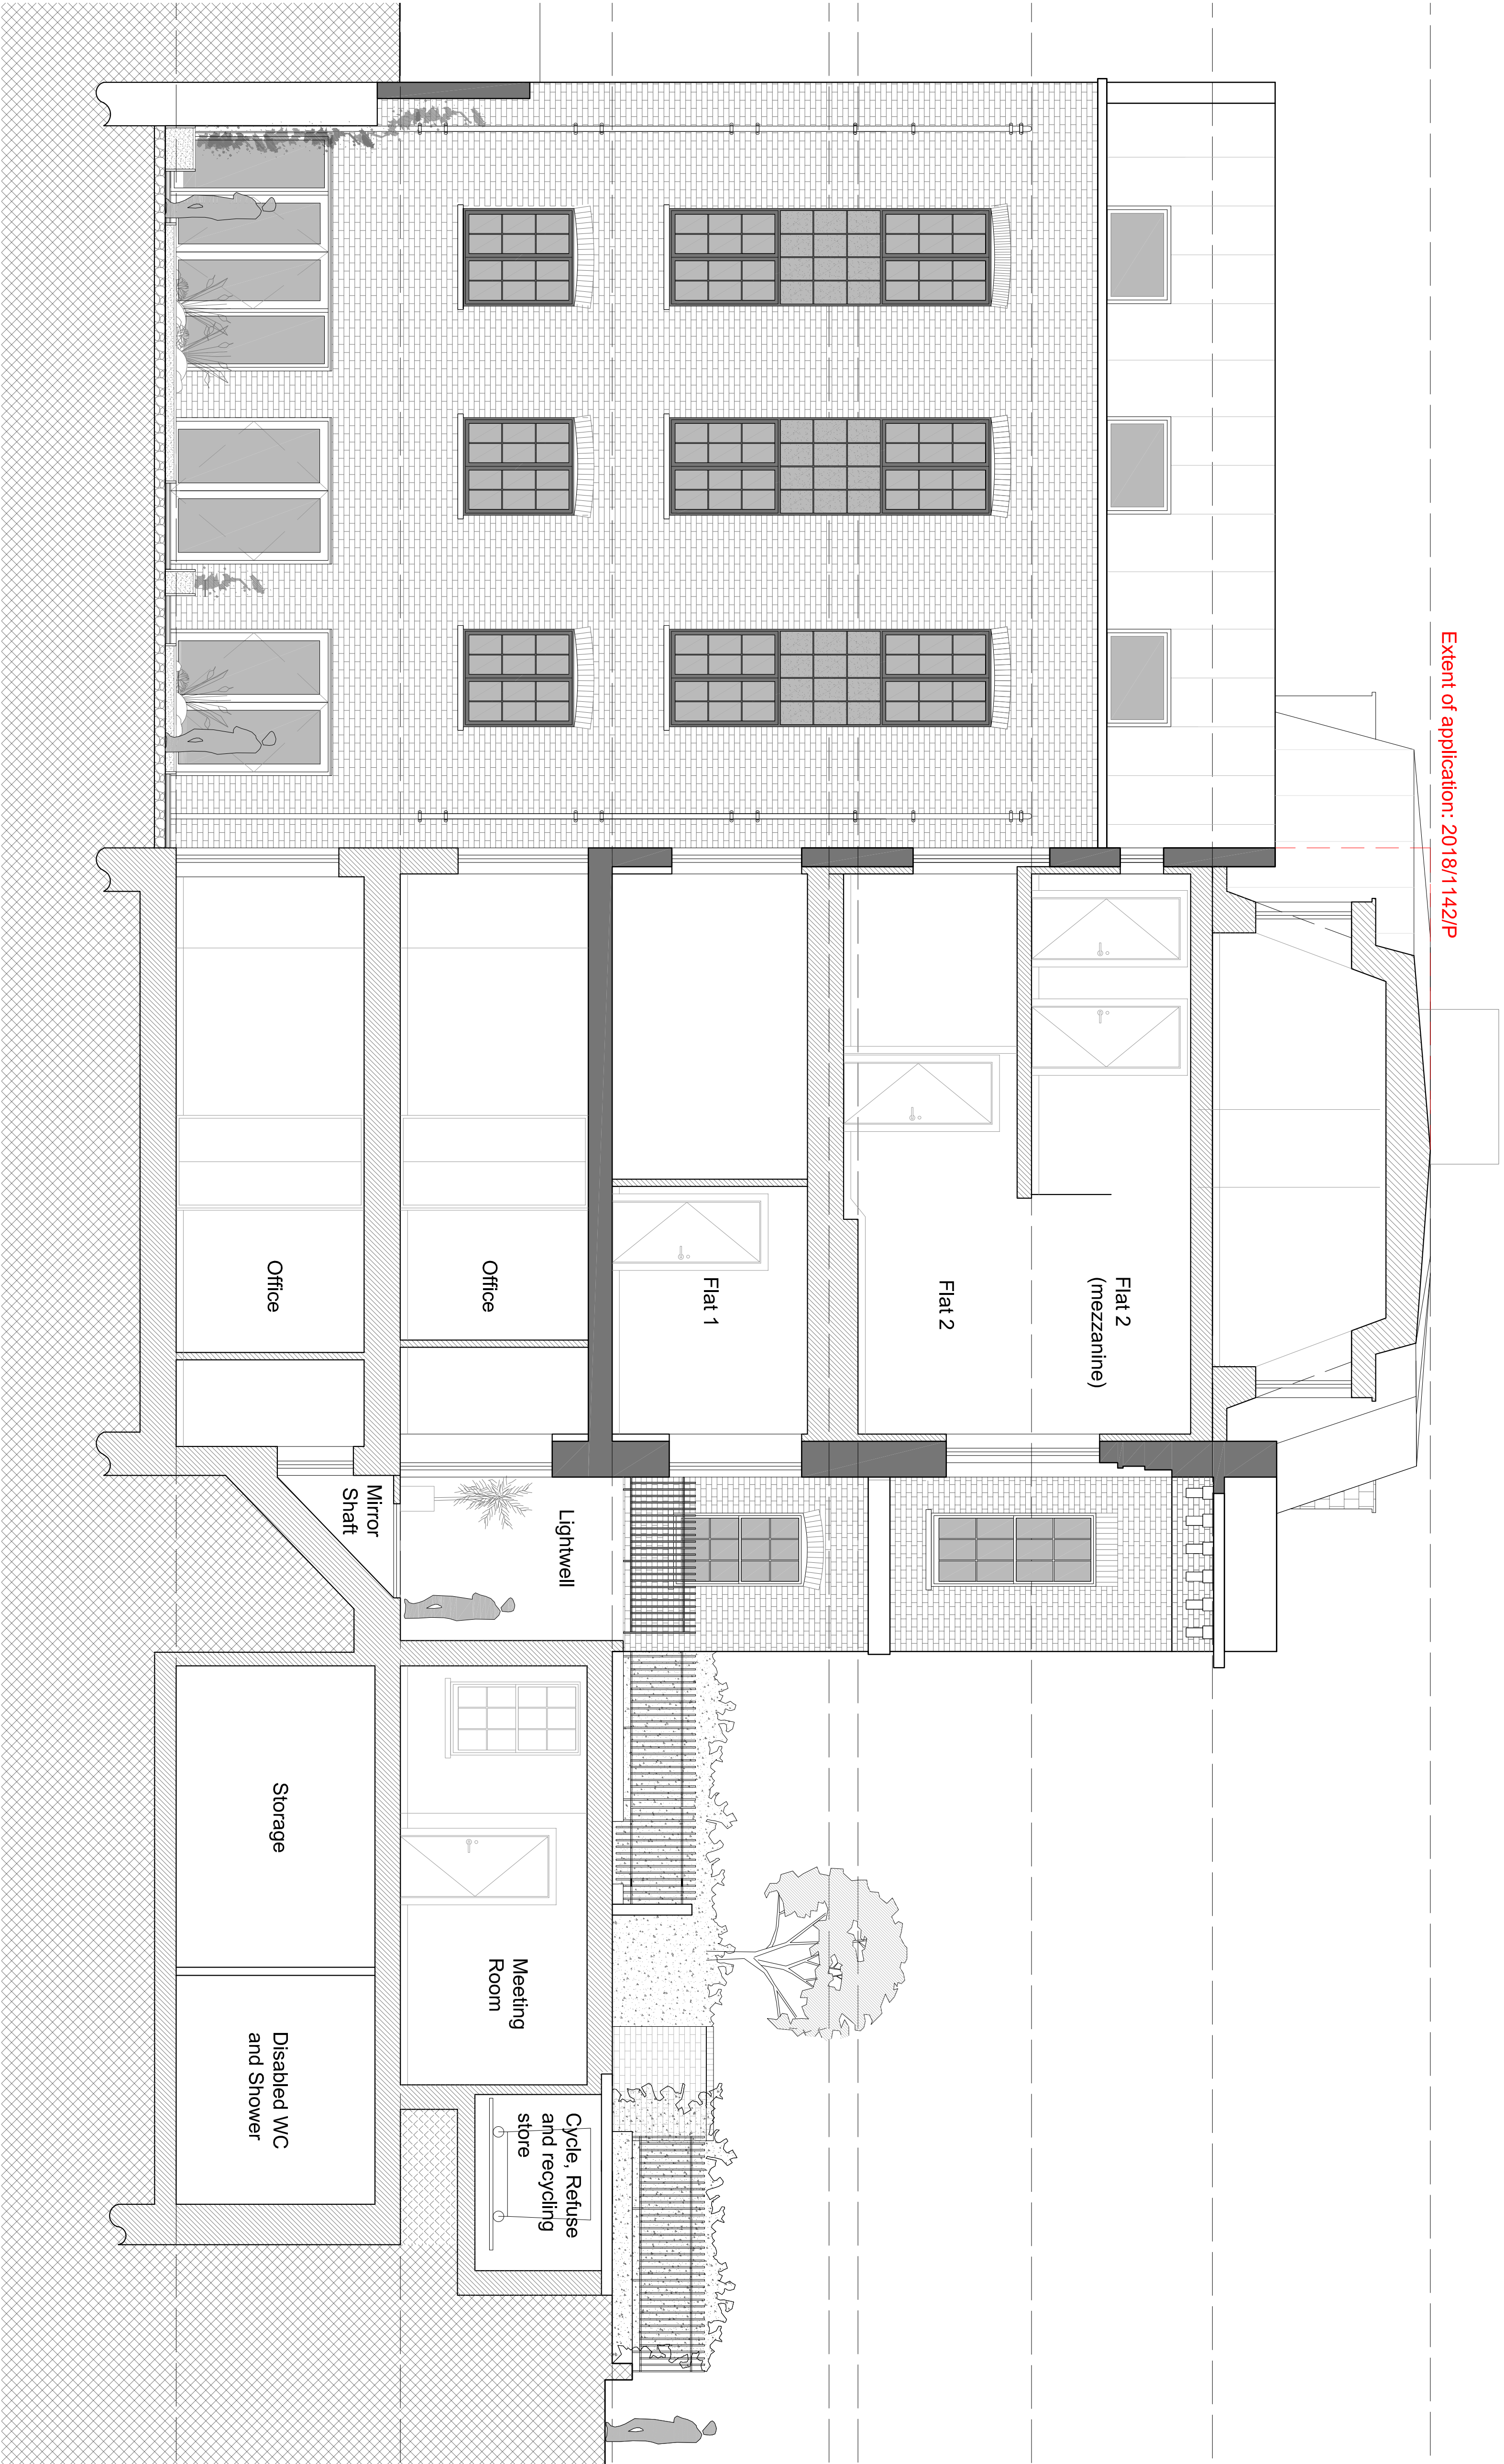 Extent of application: 2018/1142/P
Flat 2
(mezzanine)
Flat 2
Flat 1
Office
Office
Lightwell
Mirror
Shaft
Meeting
Room
Cycle, Refuse
and recycling
store
Storage
Disabled WC
and Shower